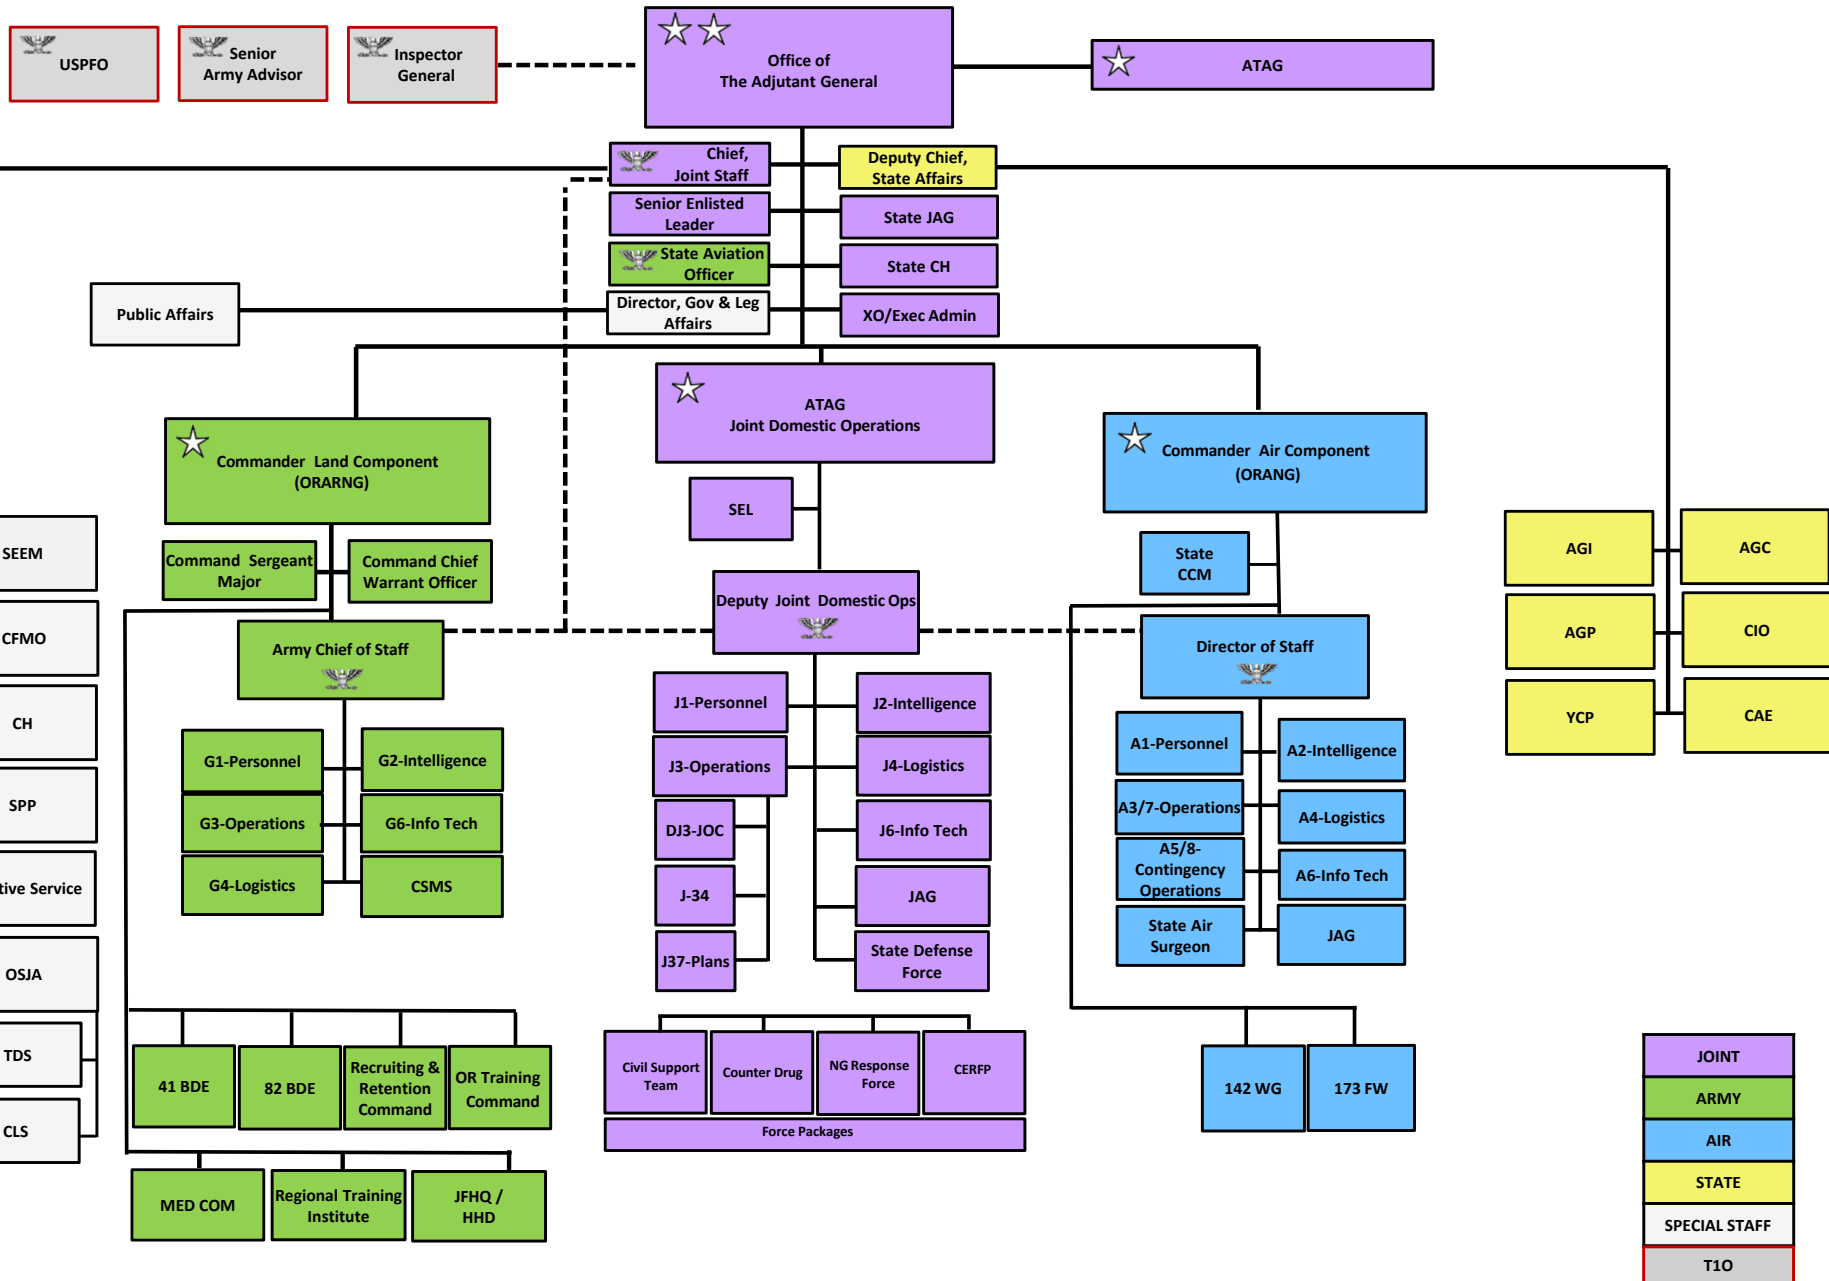 USPFO
Senior
Army Advisor
Inspector
General
Office of
The Adjutant General
ATAG
Chief,
Joint Staff
Deputy Chief,
State Affairs
Senior Enlisted
Leader
State JAG
State Aviation
Officer
State CH
Public Affairs
Director, Gov & Leg
Affairs
XO/Exec Admin
ATAG
Joint Domestic Operations
Commander Land Component
(ORARNG)
Commander Air Component
(ORANG)
SEL
SEEM
CFMO
CH
SPP
tive Service
OSJA
TDS
CLS
Command Sergeant
Major
Command Chief
Warrant Officer
Army Chief of Staff
G1-Personnel
G2-Intelligence
G3-Operations
G6-Info Tech
G4-Logistics
CSMS
41 BDE
82 BDE
Recruiting &
Retention
Command
OR Training
Command
MED COM
Regional Training
Institute
JFHQ /
HHD
Deputy Joint Domestic Ops
J1-Personnel
J2-Intelligence
J3-Operations
J4-Logistics
DJ3-JOC
J6-Info Tech
J-34
JAG
J37-Plans
State Defense
Force
Civil Support
Team
Counter Drug
NG Response
Force
CERFP
Force Packages
State
CCM
Director of Staff
A1-Personnel
A2-Intelligence
A3/7-Operations
A4-Logistics
A5/8-
Contingency
Operations
A6-Info Tech
State Air
Surgeon
JAG
142 WG
173 FW
AGI
AGC
AGP
CIO
YCP
CAE
JOINT
ARMY
AIR
STATE
SPECIAL STAFF
T1O